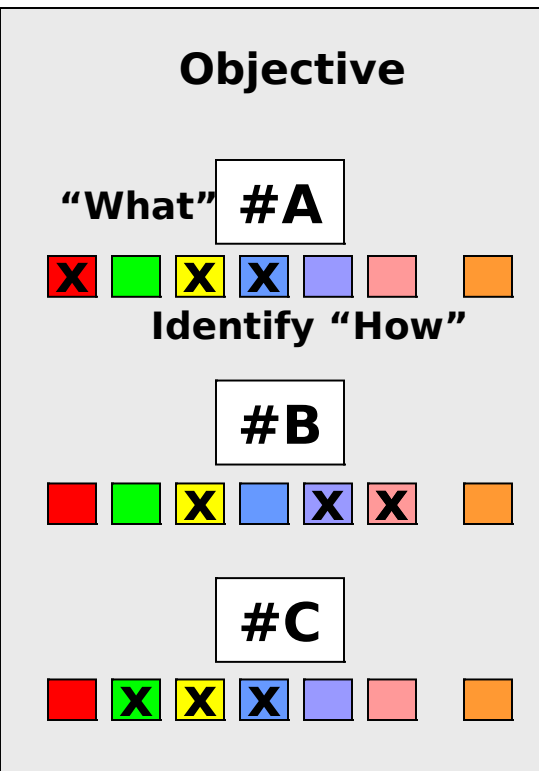 Objective
“What” #A
X X X
Identify “How”
#B
X X X
#C
X X X